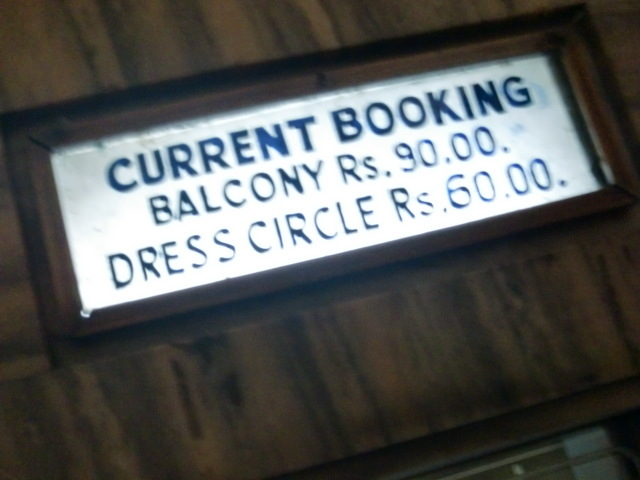 CURRENT BOOKING
BALCONY Rs. 90.00.
DRESS CIRCLE Rs.60.00.